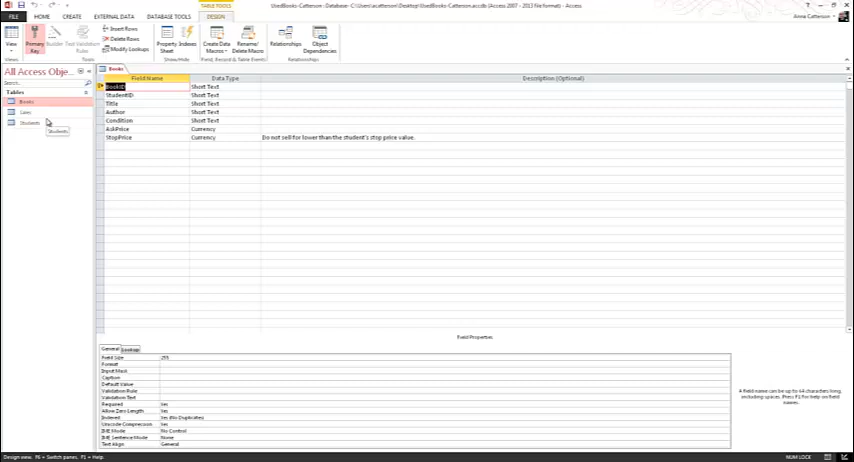 UsedBooks-Catterson : Database- C:\Users\acatterson\Desktop\UsedBooks-Catterson.accdb (Access 2007 - 2013 file format) - Access
TABLE TOOLS
FILE HOME CREATE EXTERNAL DATA DATABASE TOOLS DESIGN
Anna Catterson
View
Primary Key
Builder
Test Validation Rules
Insert Rows
Delete Rows
Modify Lookups
Property Sheet
Indexes
Create Data Macros
Rename/ Delete Macro
Relationships
Object Dependencies
Views Tools Show/Hide Field, Record & Table Events Relationships
All Access Obje...
Search...
Tables
Books
Sales
Students
Students
Books
Field Name Data Type Description (Optional)
BookID Short Text
StudentID Short Text
Title Short Text
Author Short Text
Condition Short Text
AskPrice Currency
StopPrice Currency Do not sell for lower than the student's stop price value.
Field Properties
General Lookup
Field Size 255
Format
Input Mask
Caption
Default Value
Validation Rule
Validation Text
Required Yes
Allow Zero Length Yes
Indexed Yes (No Duplicates)
Unicode Compression Yes
IME Mode No Control
IME Sentence Mode None
Text Align General
A field name can be up to 64 characters long, including spaces. Press F1 for help on field names.
Design view. F6 = Switch panes. F1 = Help.
NUM LOCK